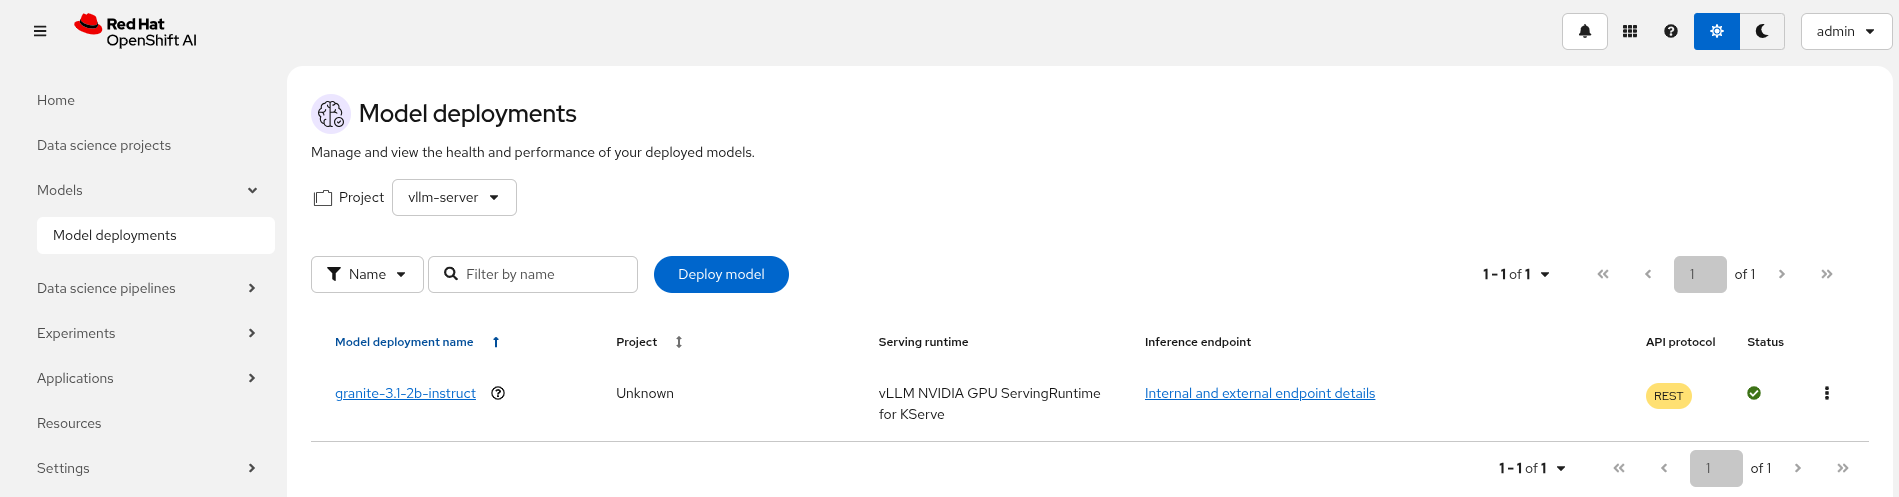 Red Hat
OpenShift AI
admin
Home
Data science projects
Models
Model deployments
Data science pipelines
Experiments
Applications
Resources
Settings
Model deployments
Manage and view the health and performance of your deployed models.
Project vllm-server
Name Filter by name Deploy model 1 - 1 of 1 1 of 1
Model deployment name Project Serving runtime Inference endpoint API protocol Status
granite-3.1-2b-instruct Unknown vLLM NVIDIA GPU ServingRuntime Internal and external endpoint details REST
for KServe
1 - 1 of 1 1 of 1